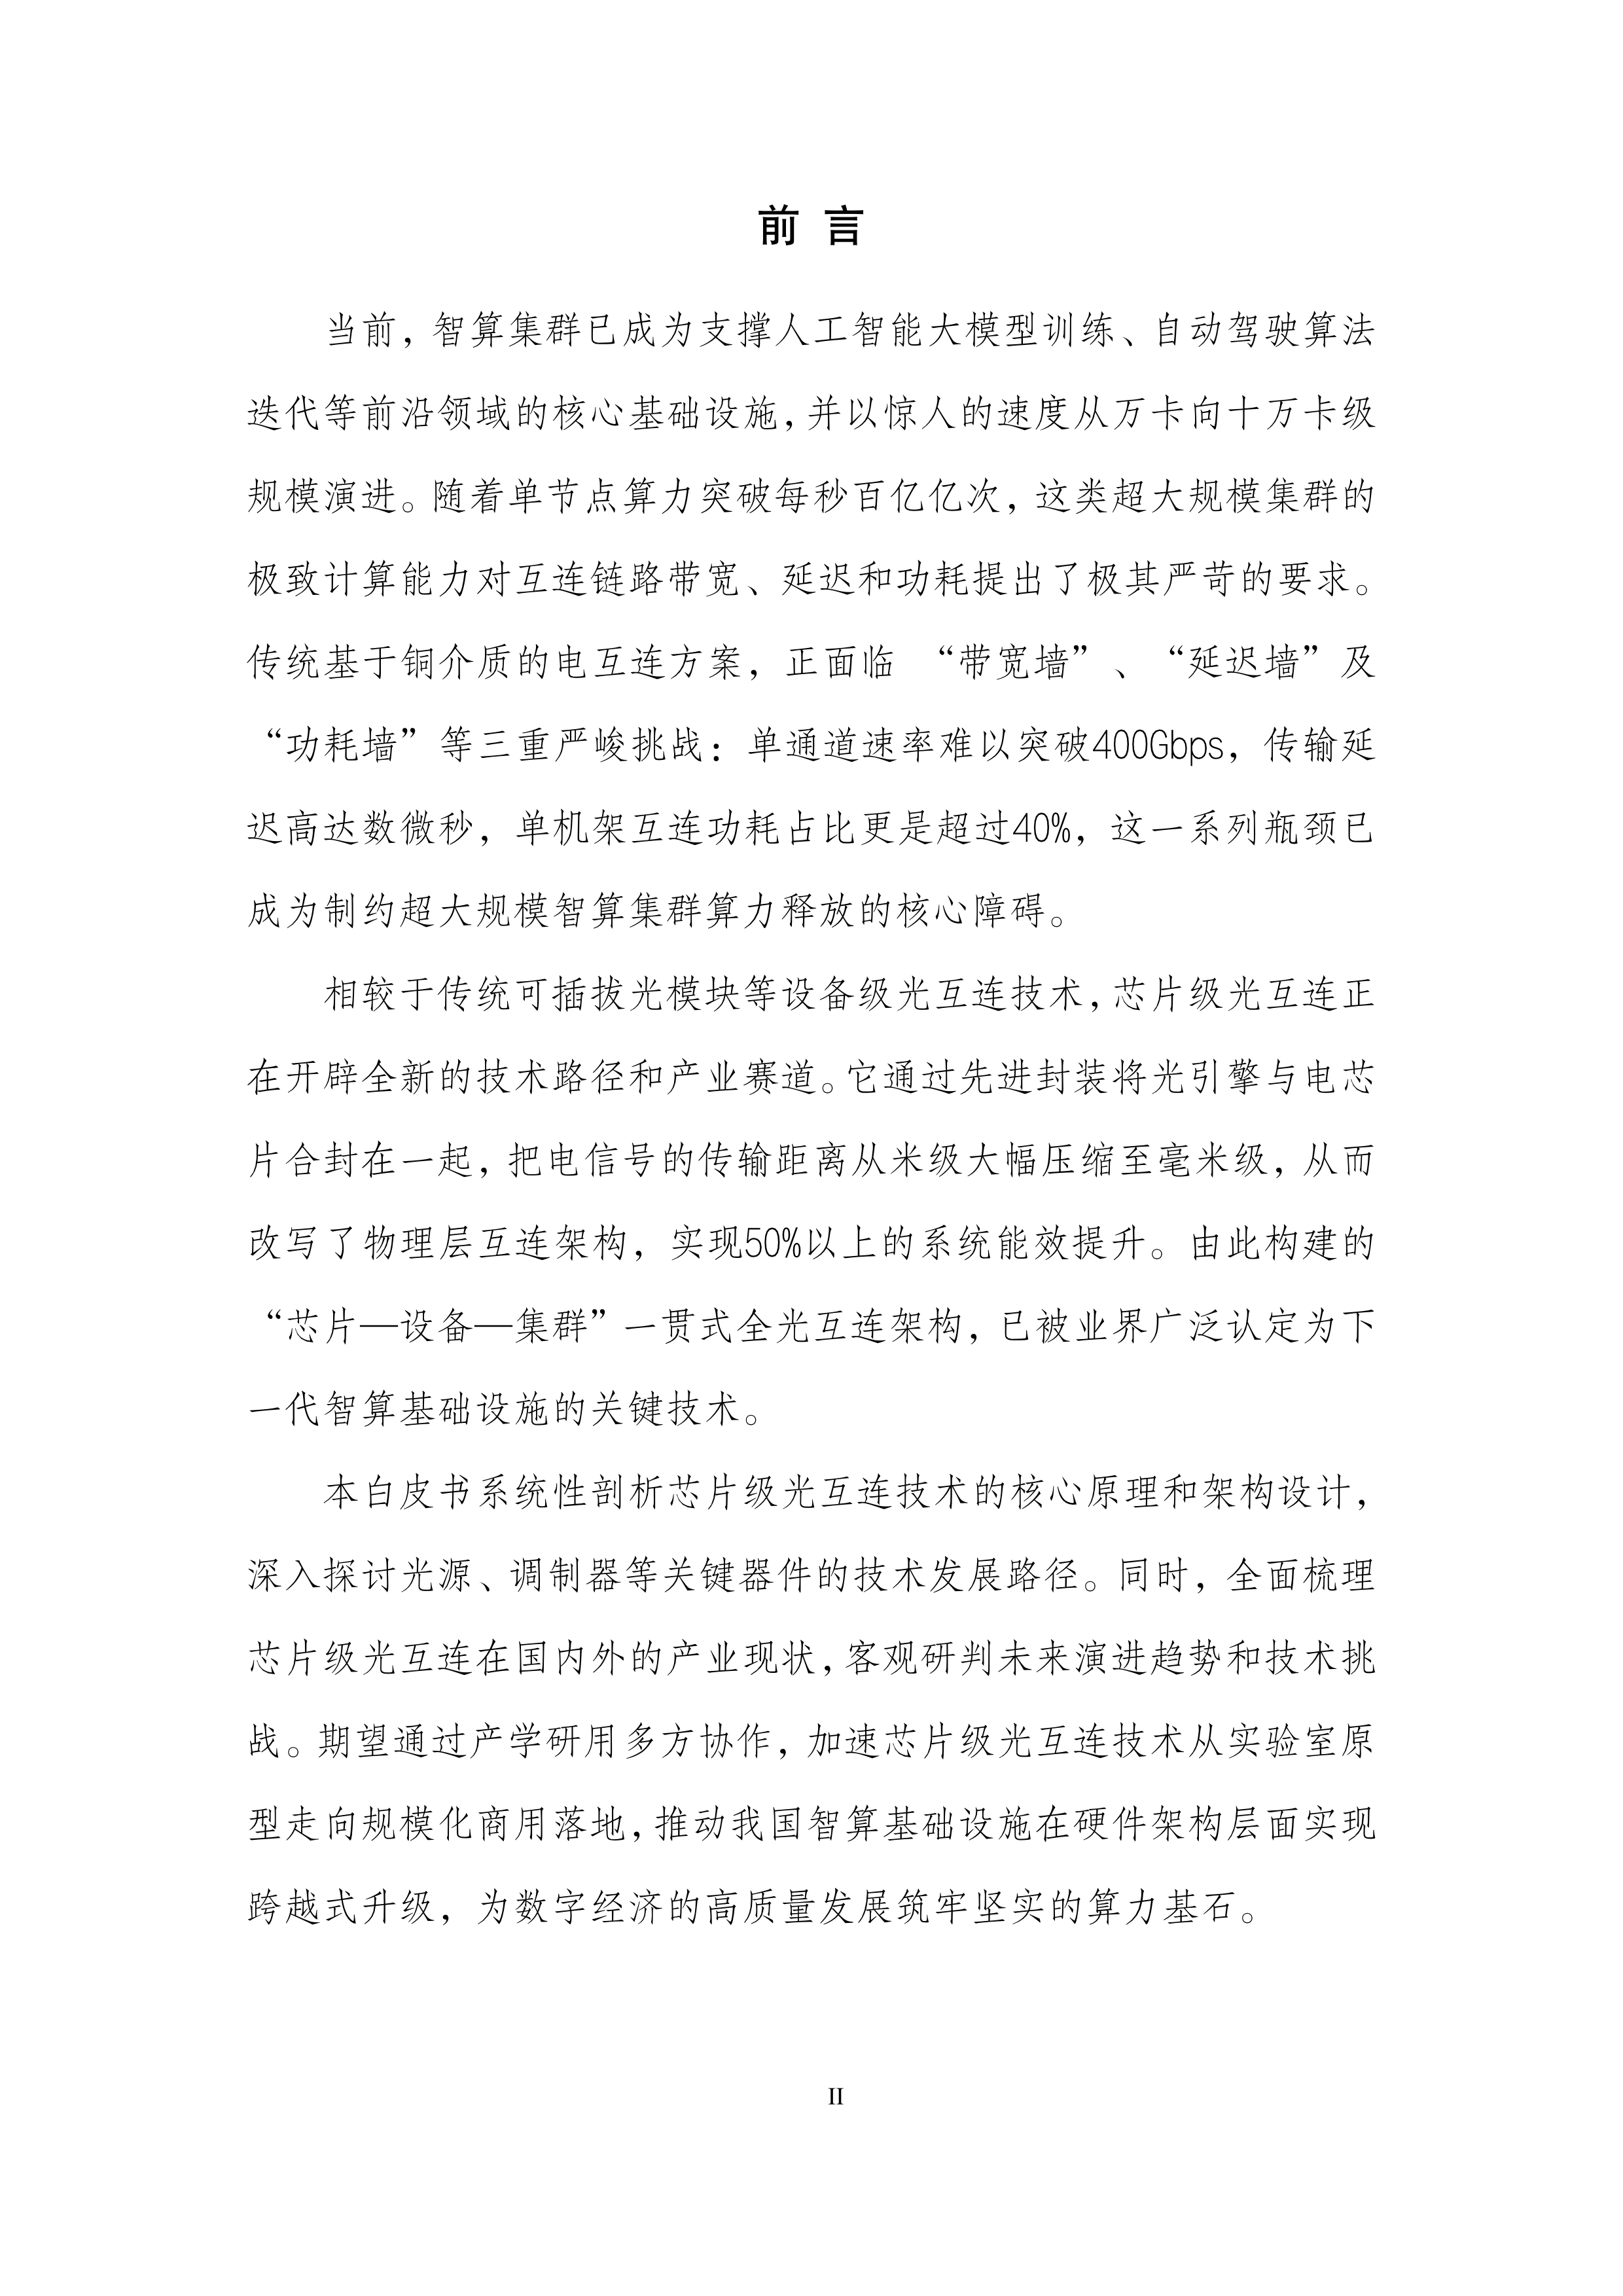 前 言
当前，智算集群已成为支撑人工智能大模型训练、自动驾驶算法
迭代等前沿领域的核心基础设施，并以惊人的速度从万卡向十万卡级
规模演进。随着单节点算力突破每秒百亿亿次，这类超大规模集群的
极致计算能力对互连链路带宽、延迟和功耗提出了极其严苛的要求。
传统基于铜介质的电互连方案，正面临 “带宽墙”、“延迟墙”及
“功耗墙”等三重严峻挑战：单通道速率难以突破400Gbps，传输延
迟高达数微秒，单机架互连功耗占比更是超过40%，这一系列瓶颈已
成为制约超大规模智算集群算力释放的核心障碍。
相较于传统可插拔光模块等设备级光互连技术，芯片级光互连正
在开辟全新的技术路径和产业赛道。它通过先进封装将光引擎与电芯
片合封在一起，把电信号的传输距离从米级大幅压缩至毫米级，从而
改写了物理层互连架构，实现50%以上的系统能效提升。由此构建的
“芯片—设备—集群”一贯式全光互连架构，已被业界广泛认定为下
一代智算基础设施的关键技术。
本白皮书系统性剖析芯片级光互连技术的核心原理和架构设计，
深入探讨光源、调制器等关键器件的技术发展路径。同时，全面梳理
芯片级光互连在国内外的产业现状，客观研判未来演进趋势和技术挑
战。期望通过产学研用多方协作，加速芯片级光互连技术从实验室原
型走向规模化商用落地，推动我国智算基础设施在硬件架构层面实现
跨越式升级，为数字经济的高质量发展筑牢坚实的算力基石。
II